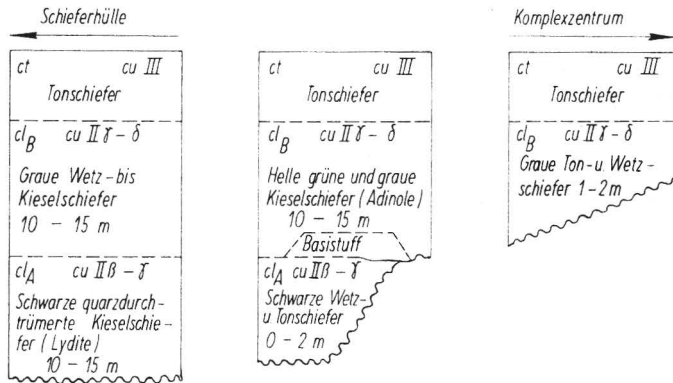 Schieferhülle
Komplexzentrum
ct cu III
Tonschiefer
cl_B cu II γ – δ
Graue Wetz – bis
Kieselschiefer
10 – 15 m
cl_A cu II β – γ
Schwarze quarzdurch-
trümerte Kieselschie-
fer (Lydite)
10 – 15 m
ct cu III
Tonschiefer
cl_B cu II γ – δ
Helle grüne und graue
Kieselschiefer (Adinole)
10 – 15 m
Basistuff
cl_A cu II β – γ
Schwarze Wetz-
u Tonschiefer
0 – 2 m
ct cu III
Tonschiefer
cl_B cu II γ – δ
Graue Ton- u. Wetz-
schiefer 1-2 m